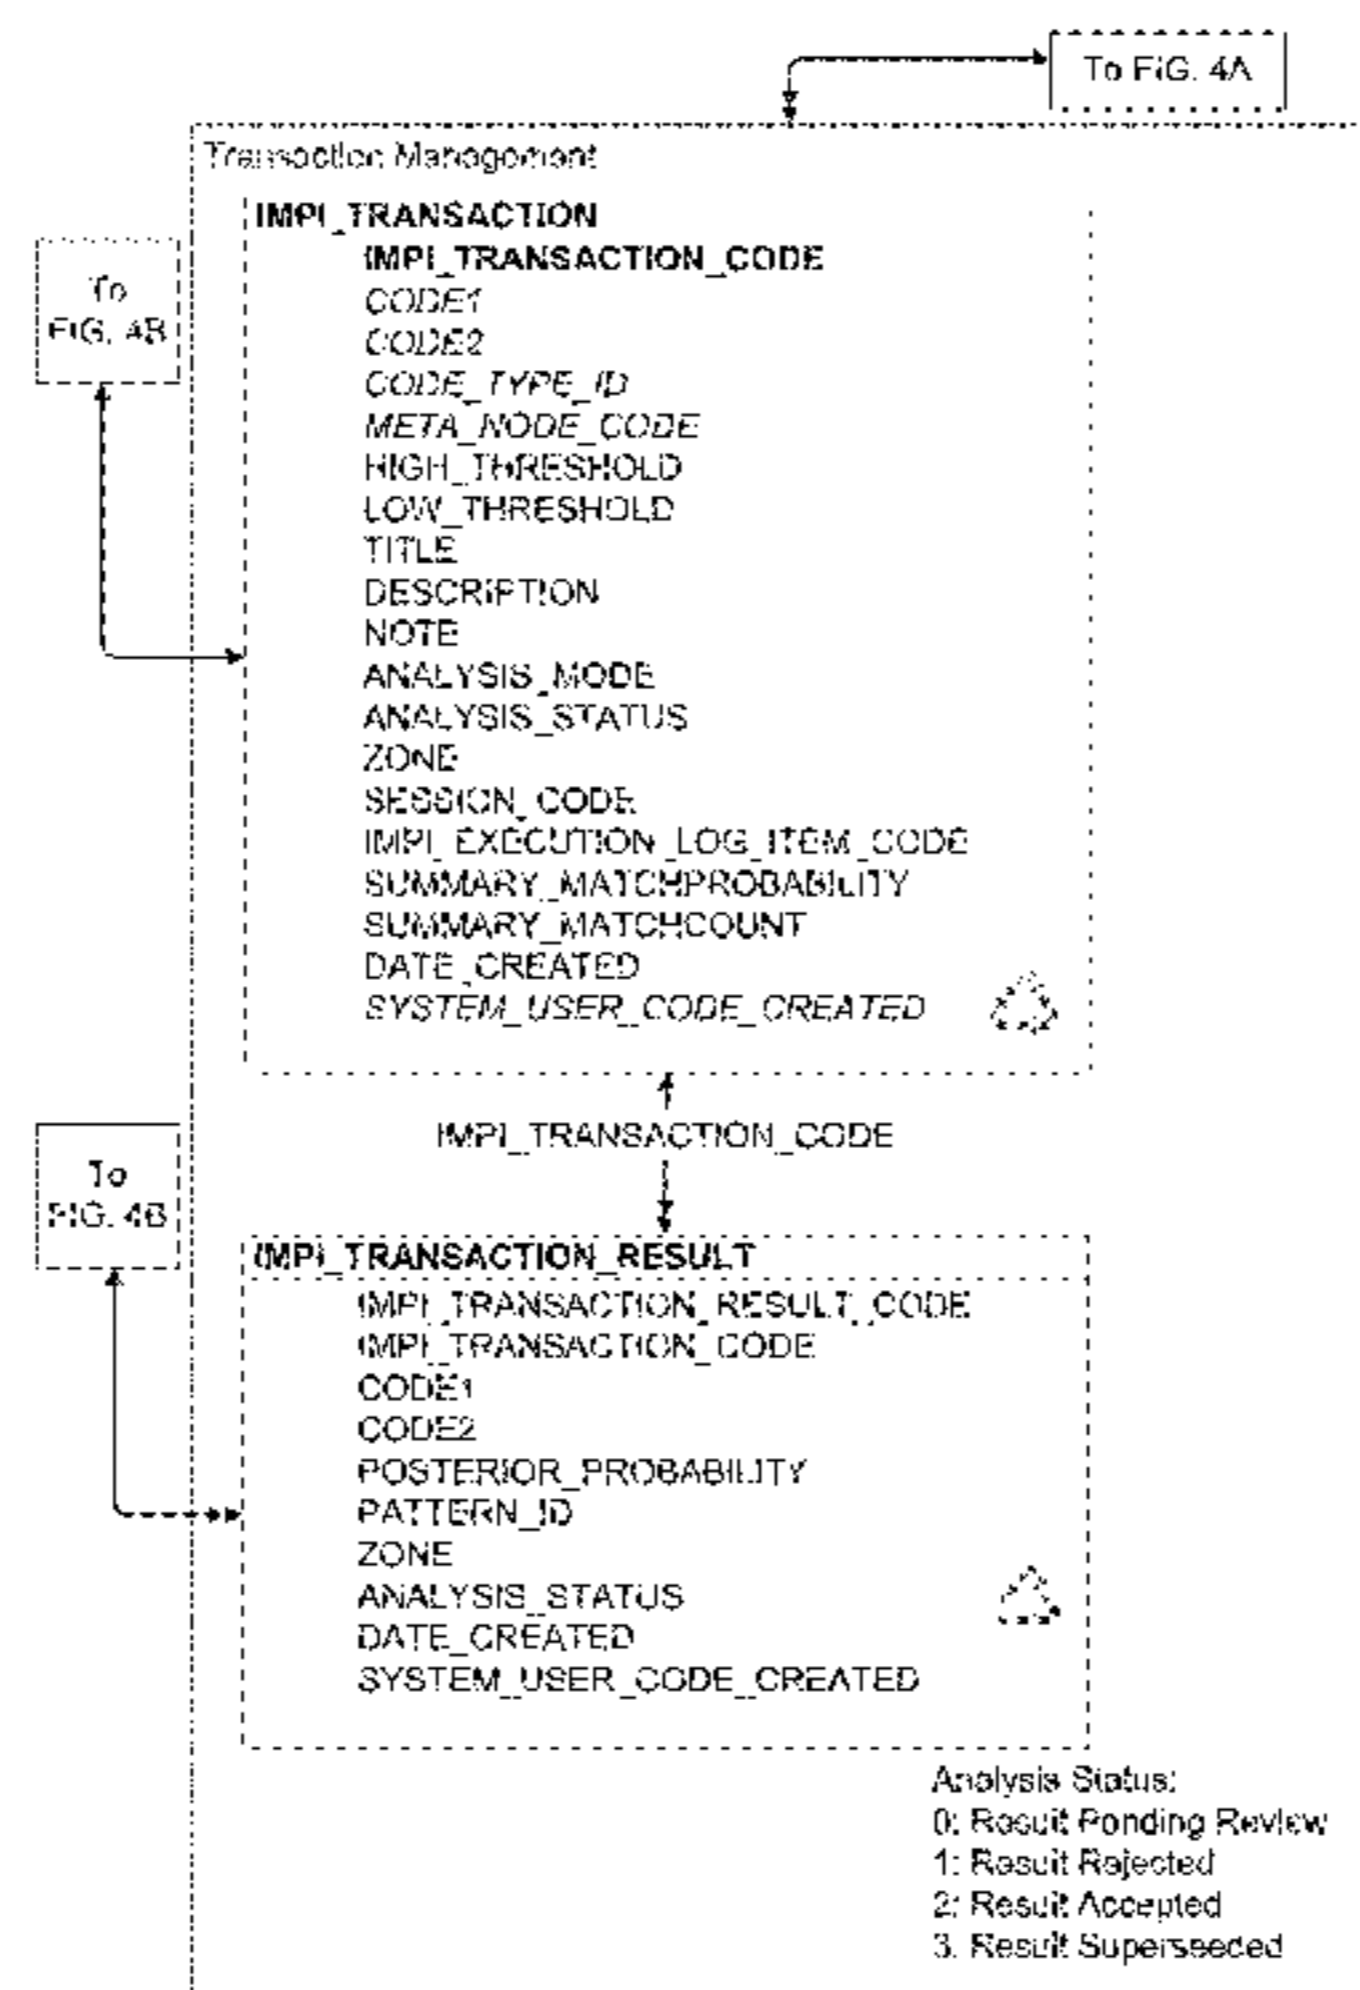 To FIG. 4A
Transaction Management
IMPI_TRANSACTION
IMPI_TRANSACTION_CODE
CODE1
CODE2
CODE_TYPE_ID
META_NODE_CODE
HIGH_THRESHOLD
LOW_THRESHOLD
TITLE
DESCRIPTION
NOTE
ANALYSIS_MODE
ANALYSIS_STATUS
ZONE
SESSION_CODE
IMPI_EXECUTION_LOG_ITEM_CODE
SUMMARY_MATCHPROBABILITY
SUMMARY_MATCHCOUNT
DATE_CREATED
SYSTEM_USER_CODE_CREATED
To
FIG. 4B
IMPI_TRANSACTION_CODE
To
FIG. 4B
IMPI_TRANSACTION_RESULT
IMPI_TRANSACTION_RESULT_CODE
IMPI_TRANSACTION_CODE
CODE1
CODE2
POSTERIOR_PROBABILITY
PATTERN_ID
ZONE
ANALYSIS_STATUS
DATE_CREATED
SYSTEM_USER_CODE_CREATED
Analysis Status:
0: Result Pending Review
1: Result Rejected
2: Result Accepted
3. Result Superseeded